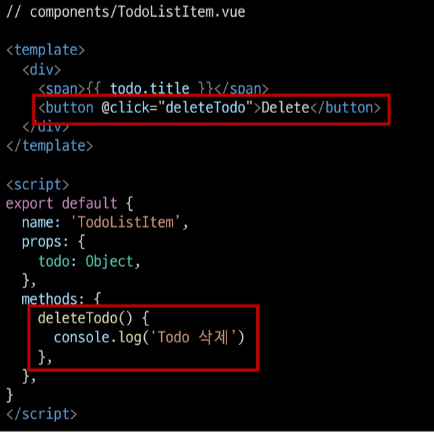 // components/TodoListItem.vue
<template>
<div>
<span>{{ todo.title }}</span>
<button @click="deleteTodo">Delete</button>
</div>
</template>
<script>
export default {
name: 'TodoListItem’,
props: {
todo: Object,
},
methods: {
deleteTodo() {
console.log('Todo 삭제’)
},
},
}
</script>